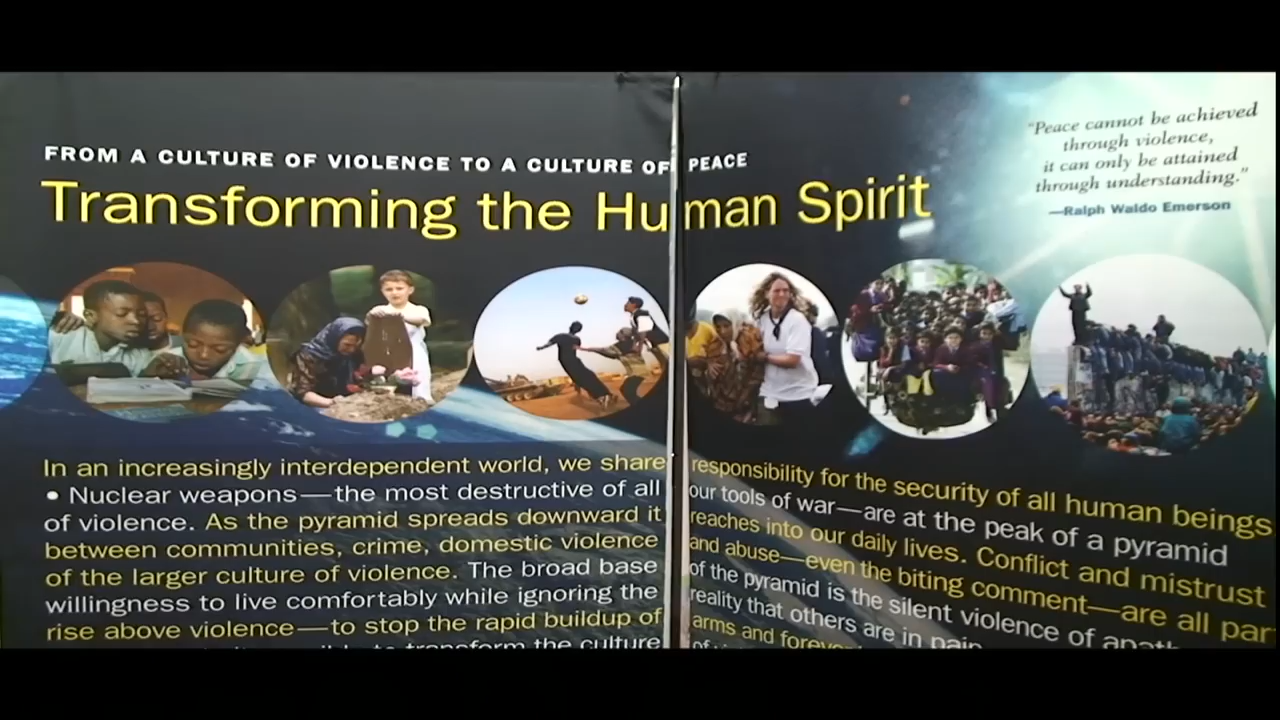 FROM A CULTURE OF VIOLENCE TO A CULTURE OF PEACE
Transforming the Human Spirit
"Peace cannot be achieved
through violence,
it can only be attained
through understanding."
—Ralph Waldo Emerson
In an increasingly interdependent world, we share responsibility for the security of all human beings
• Nuclear weapons—the most destructive of all our tools of war—are at the peak of a pyramid
of violence. As the pyramid spreads downward it reaches into our daily lives. Conflict and mistrust
between communities, crime, domestic violence and abuse—even the biting comment—are all par
of the larger culture of violence. The broad base of the pyramid is the silent violence of
willingness to live comfortably while ignoring the reality that others are in pain
rise above violence—to stop the rapid buildup of arms and
to transform the culture